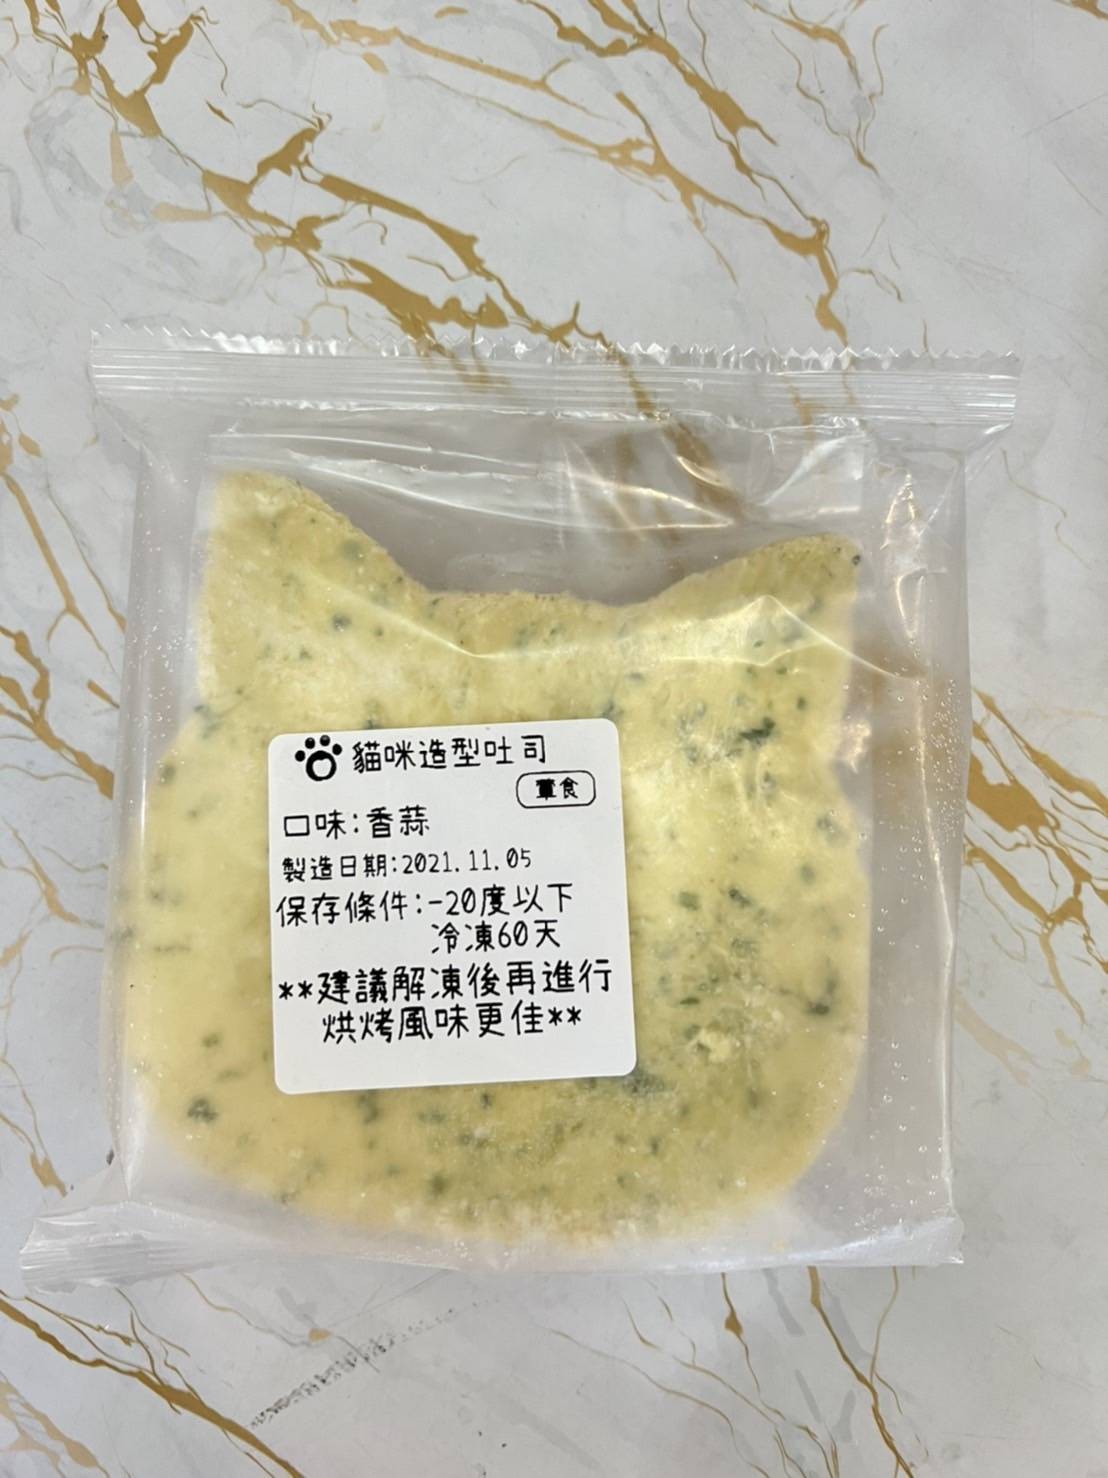 貓咪造型吐司
葷食
口味:香蒜
製造日期:2021.11.05
保存條件:-20度以下
冷凍60天
**建議解凍後再進行
烘烤風味更佳**